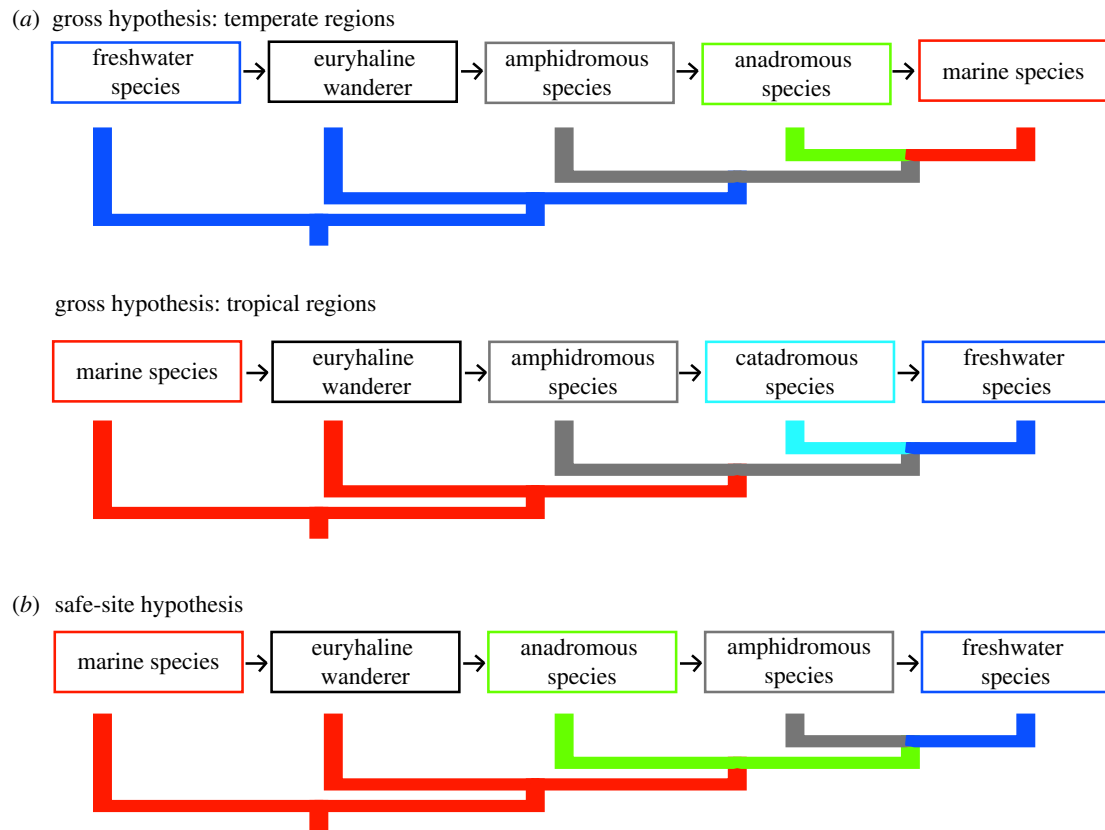 (a) gross hypothesis: temperate regions
freshwater
species
euryhaline
wanderer
amphidromous
species
anadromous
species
marine species
gross hypothesis: tropical regions
marine species
euryhaline
wanderer
amphidromous
species
catadromous
species
freshwater
species
(b) safe-site hypothesis
marine species
euryhaline
wanderer
anadromous
species
amphidromous
species
freshwater
species